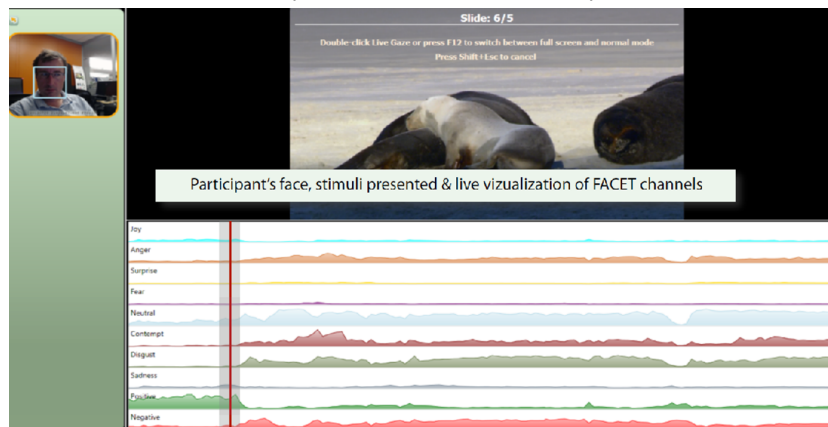 Slide: 6/5
Double-click Live Gaze or press F12 to switch between full screen and normal mode
Press Shift+Esc to cancel
Participant's face, stimuli presented & live vizualization of FACET channels
Joy
Anger
Surprise
Fear
Neutral
Contempt
Disgust
Sadness
Positive
Negative